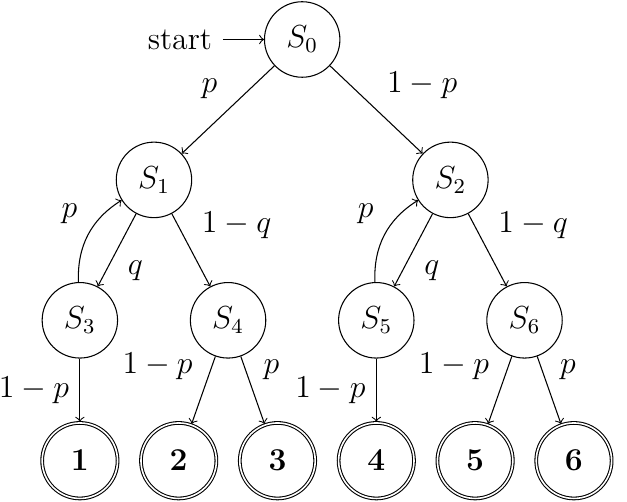 start S₀
p 1 − p
S₁ S₂
p q 1 − q p q 1 − q
S₃ S₄ S₅ S₆
1 − p 1 − p p 1 − p 1 − p p
1 2 3 4 5 6